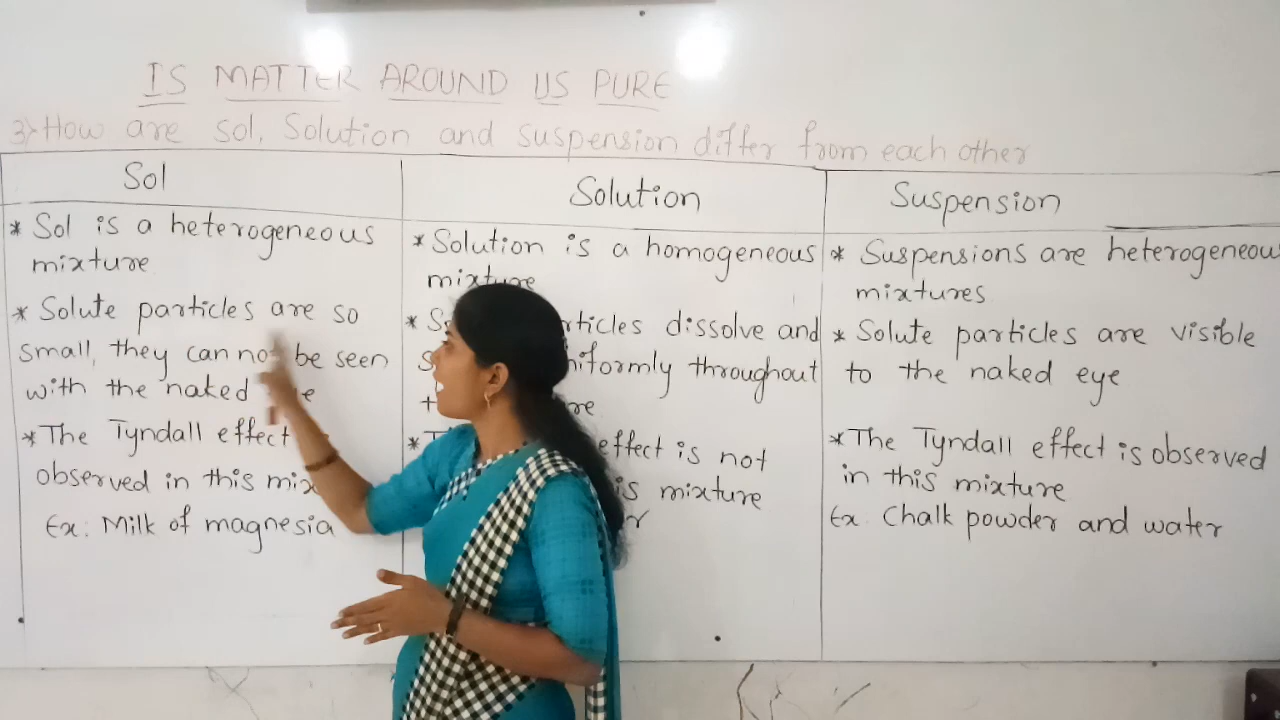 IS MATTER AROUND US PURE
3) How are sol, Solution and suspension differ from each other
Sol
* Sol is a heterogeneous
mixture
* Solute particles are so
small, they can not be seen
with the naked
* The Tyndall effect
observed in this
Ex: Milk of magnesia
Solution
* Solution is a homogeneous
mixture
* dissolve and
throughout
* effect is not
mixture
Suspension
* Suspensions are heterogeneou
mixtures
* Solute particles are visible
to the naked eye
* The Tyndall effect is observed
in this mixture
Ex. Chalk powder and water